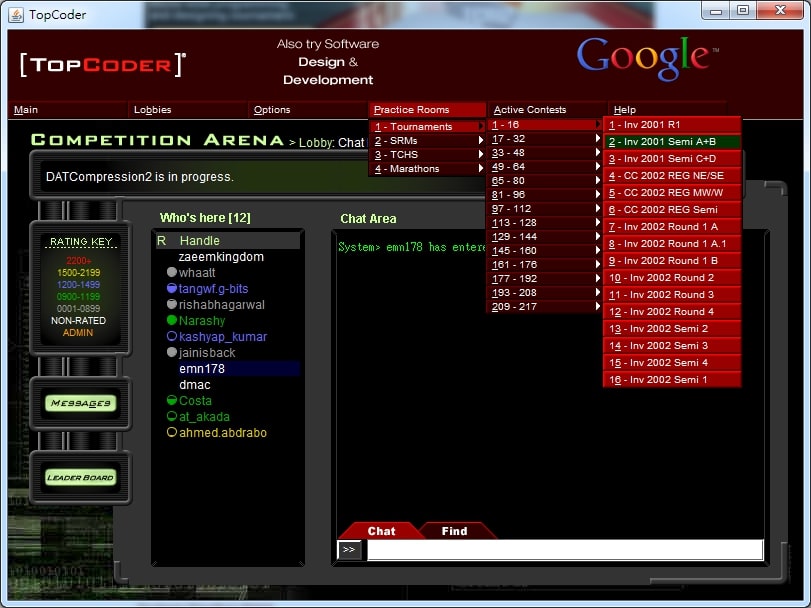 TopCoder
[TOPCODER]®
Also try Software
Design &
Development
Google™
Main
Lobbies
Options
Practice Rooms
Active Contests
Help
COMPETITION ARENA > Lobby: Chat
DATCompression2 is in progress.
1 - Tournaments
2 - SRMs
3 - TCHS
4 - Marathons
1 - 16
17 - 32
33 - 48
49 - 64
65 - 80
81 - 96
97 - 112
113 - 128
129 - 144
145 - 160
161 - 176
177 - 192
193 - 208
209 - 217
1 - Inv 2001 R1
2 - Inv 2001 Semi A+B
3 - Inv 2001 Semi C+D
4 - CC 2002 REG NE/SE
5 - CC 2002 REG MW/W
6 - CC 2002 REG Semi
7 - Inv 2002 Round 1 A
8 - Inv 2002 Round 1 A.1
9 - Inv 2002 Round 1 B
10 - Inv 2002 Round 2
11 - Inv 2002 Round 3
12 - Inv 2002 Round 4
13 - Inv 2002 Semi 2
14 - Inv 2002 Semi 3
15 - Inv 2002 Semi 4
16 - Inv 2002 Semi 1
RATING KEY
2200+
1500-2199
1200-1499
0900-1199
0001-0899
NON-RATED
ADMIN
MESSAGES
LEADER BOARD
Who's here [12]
R Handle
zaeemkingdom
whaatt
tangwf.g-bits
rishabhagarwal
Narashy
kashyap_kumar
jainisback
emn178
dmac
Costa
at_akada
ahmed.abdrabo
Chat Area
System> emn178 has entere
Chat
Find
>>